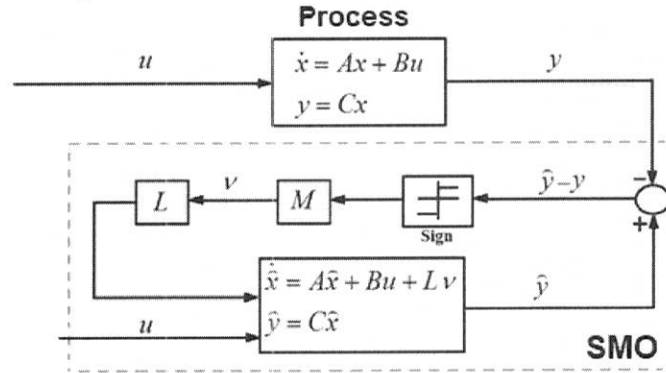 Process
u
ẋ = Ax + Bu
y
y = Cx
−
L
ν
M
Sign
ŷ−y
+
x̂̇ = Ax̂ + Bu + Lν
ŷ
u
ŷ = Cx̂
SMO